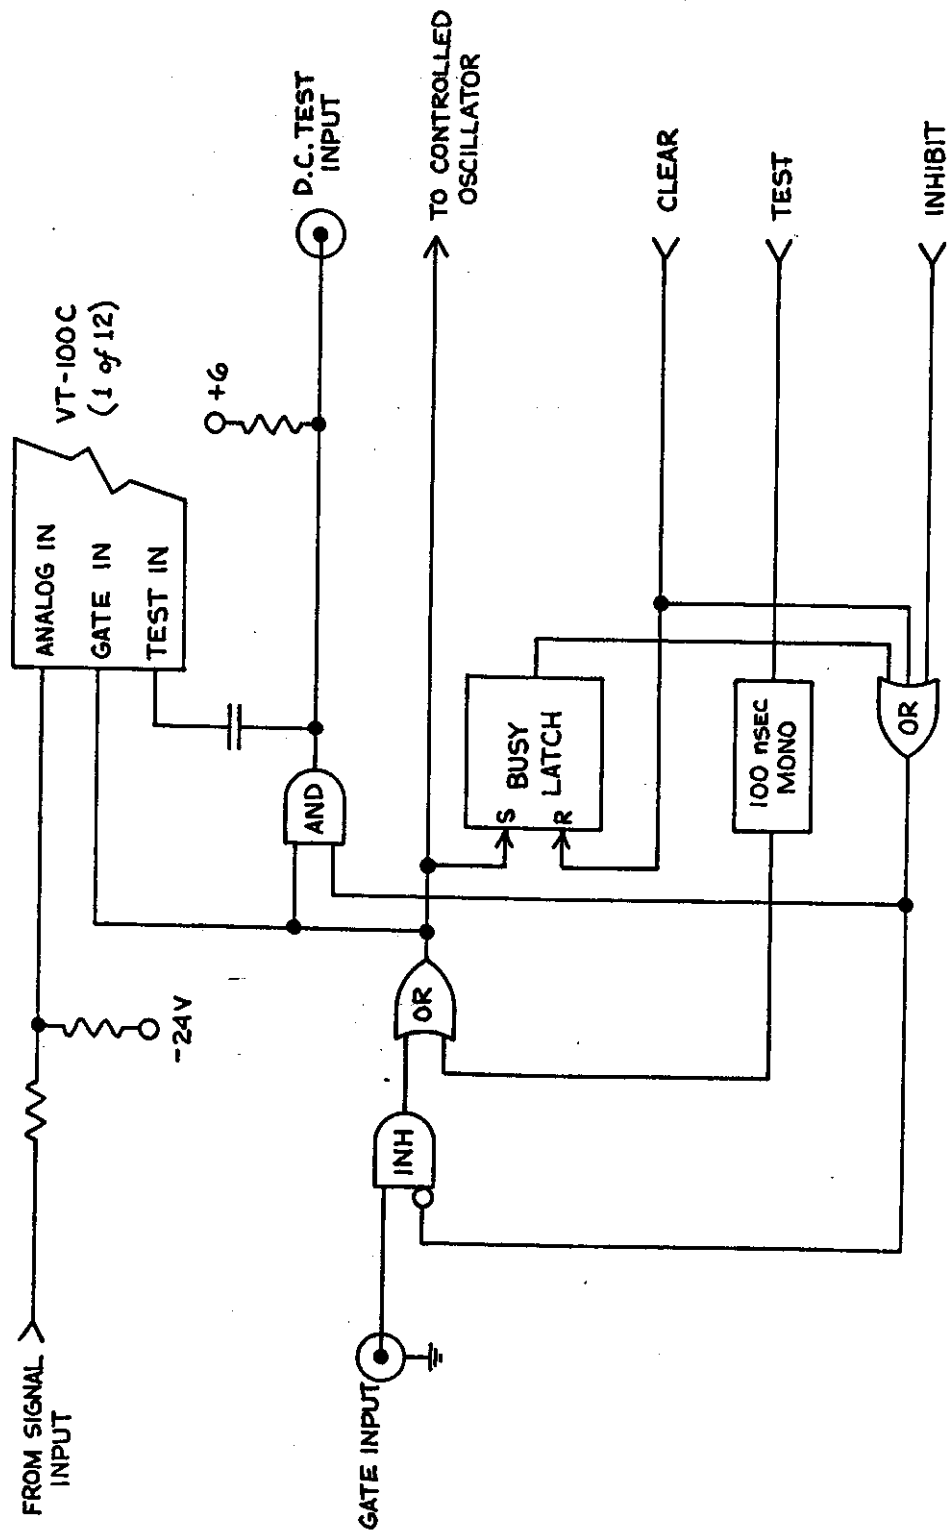 FROM SIGNAL
INPUT
-24V
ANALOG IN
GATE IN
TEST IN
VT-100C
(1 of 12)
+6
D.C. TEST
INPUT
AND
GATE INPUT
INH
OR
TO CONTROLLED
OSCILLATOR
S
R
BUSY
LATCH
CLEAR
100 nSEC
MONO
TEST
OR
INHIBIT